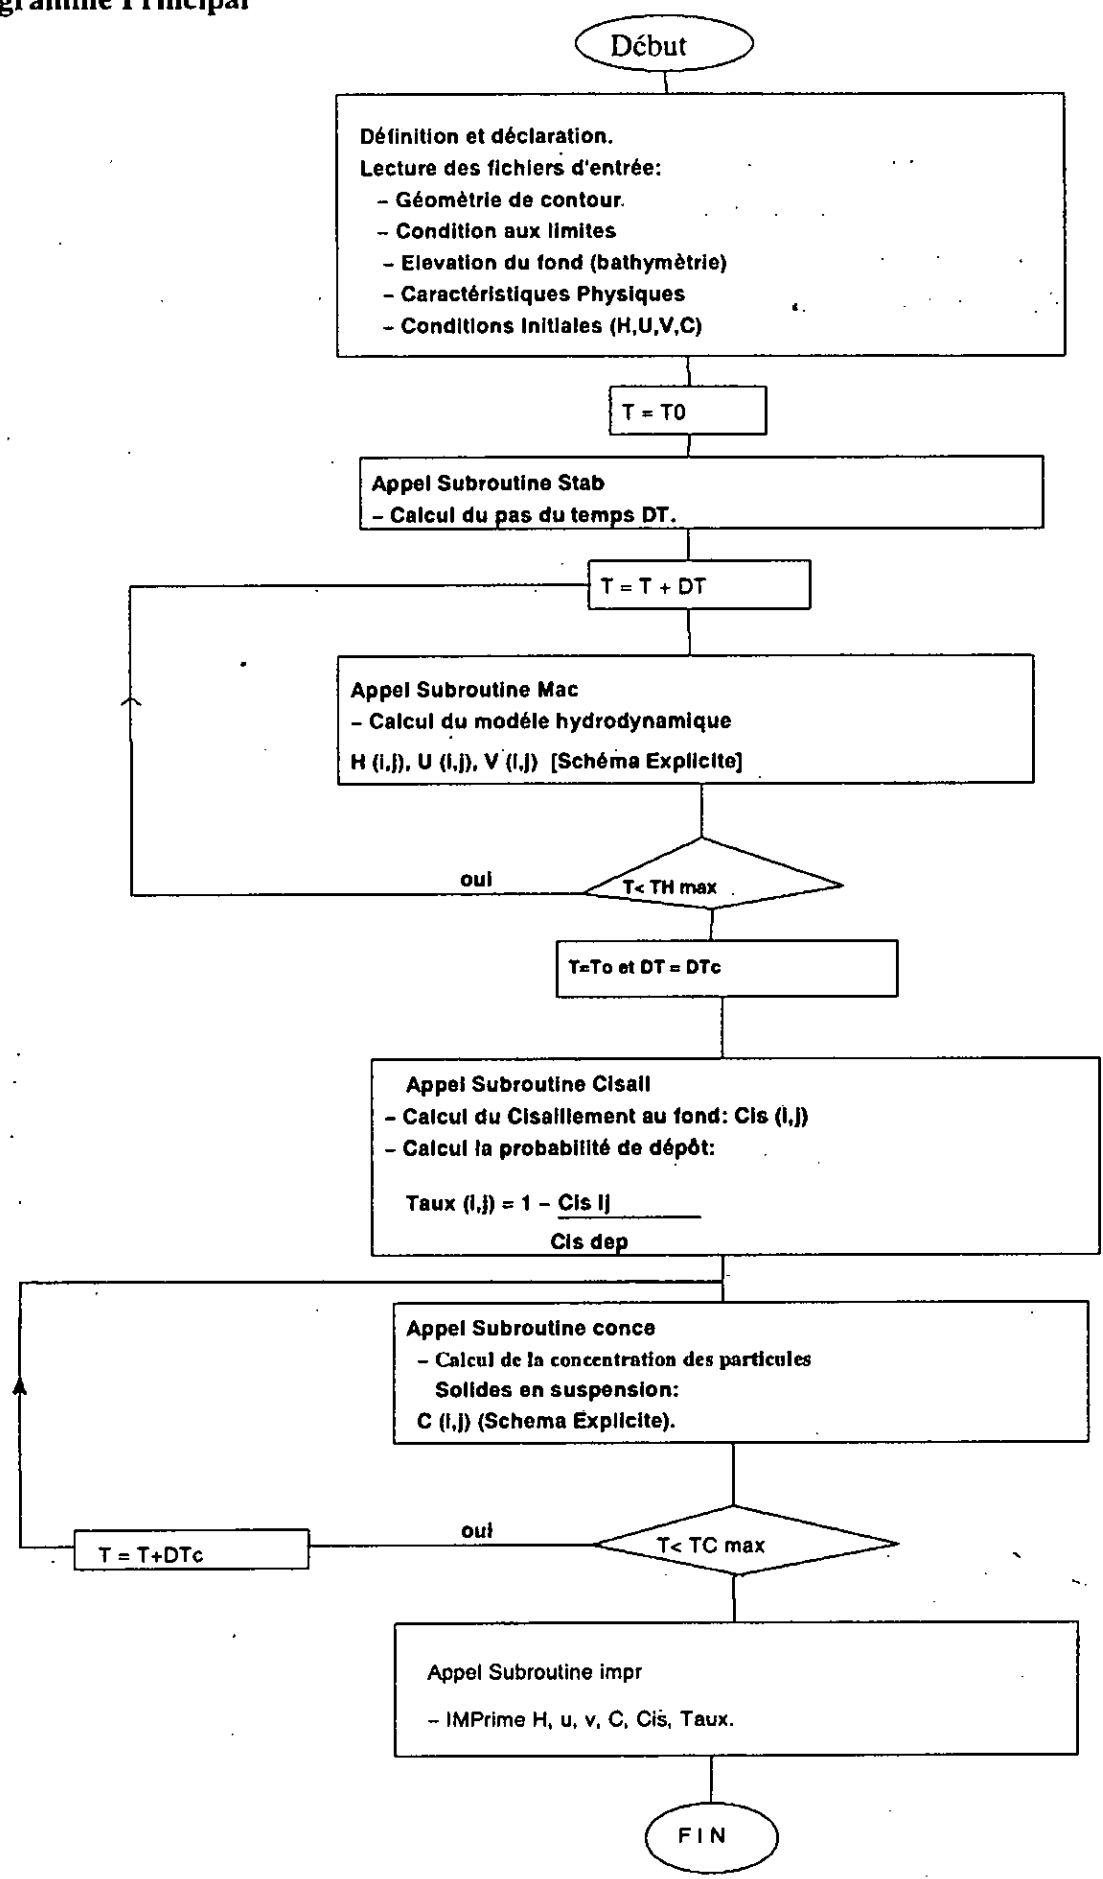 Principal
Début
Définition et déclaration.
Lecture des fichiers d'entrée:
– Géomètrie de contour.
– Condition aux limites
– Elevation du fond (bathymètrie)
– Caractéristiques Physiques
– Conditions Initiales (H,U,V,C)
T = T0
Appel Subroutine Stab
– Calcul du pas du temps DT.
T = T + DT
Appel Subroutine Mac
– Calcul du modéle hydrodynamique
H (i,j), U (i,j), V (i,j) [Schéma Explicite]
oui
T< TH max
T=To et DT = DTc
Appel Subroutine Cisail
– Calcul du Cisaillement au fond: Cis (i,j)
– Calcul la probabilité de dépôt:
Taux (i,j) = 1 – Cis ij
Cis dep
Appel Subroutine conce
– Calcul de la concentration des particules
Solides en suspension:
C (i,j) (Schema Explicite).
oui
T< TC max
T = T+DTc
Appel Subroutine impr
– IMPrime H, u, v, C, Cis, Taux.
FIN